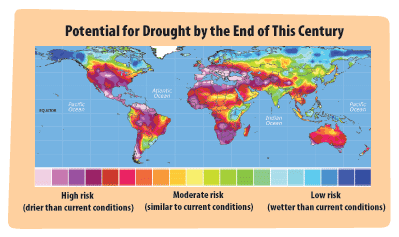 Potential for Drought by the End of This Century
equator
Pacific
Ocean
Atlantic
Ocean
Indian
Ocean
Pacific
Ocean
High risk
(drier than current conditions)
Moderate risk
(similar to current conditions)
Low risk
(wetter than current conditions)